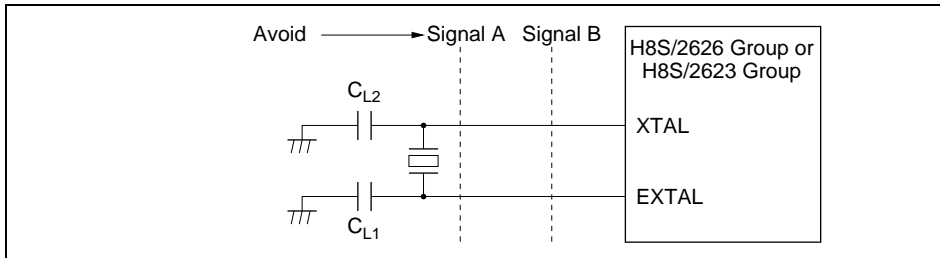 Avoid Signal A Signal B
H8S/2626 Group or
H8S/2623 Group
CL2
XTAL
EXTAL
CL1